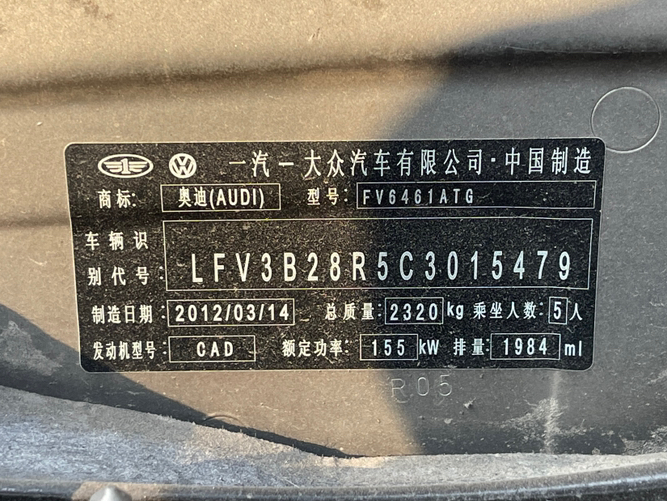 一汽一大众汽车有限公司·中国制造
商标: 奥迪(AUDI) 型号: FV6461ATG
车辆识
别代号: LFV3B28R5C3015479
制造日期: 2012/03/14 总质量: 2320 kg 乘坐人数: 5 人
发动机型号: CAD 额定功率: 155 kW 排量: 1984 ml
R05